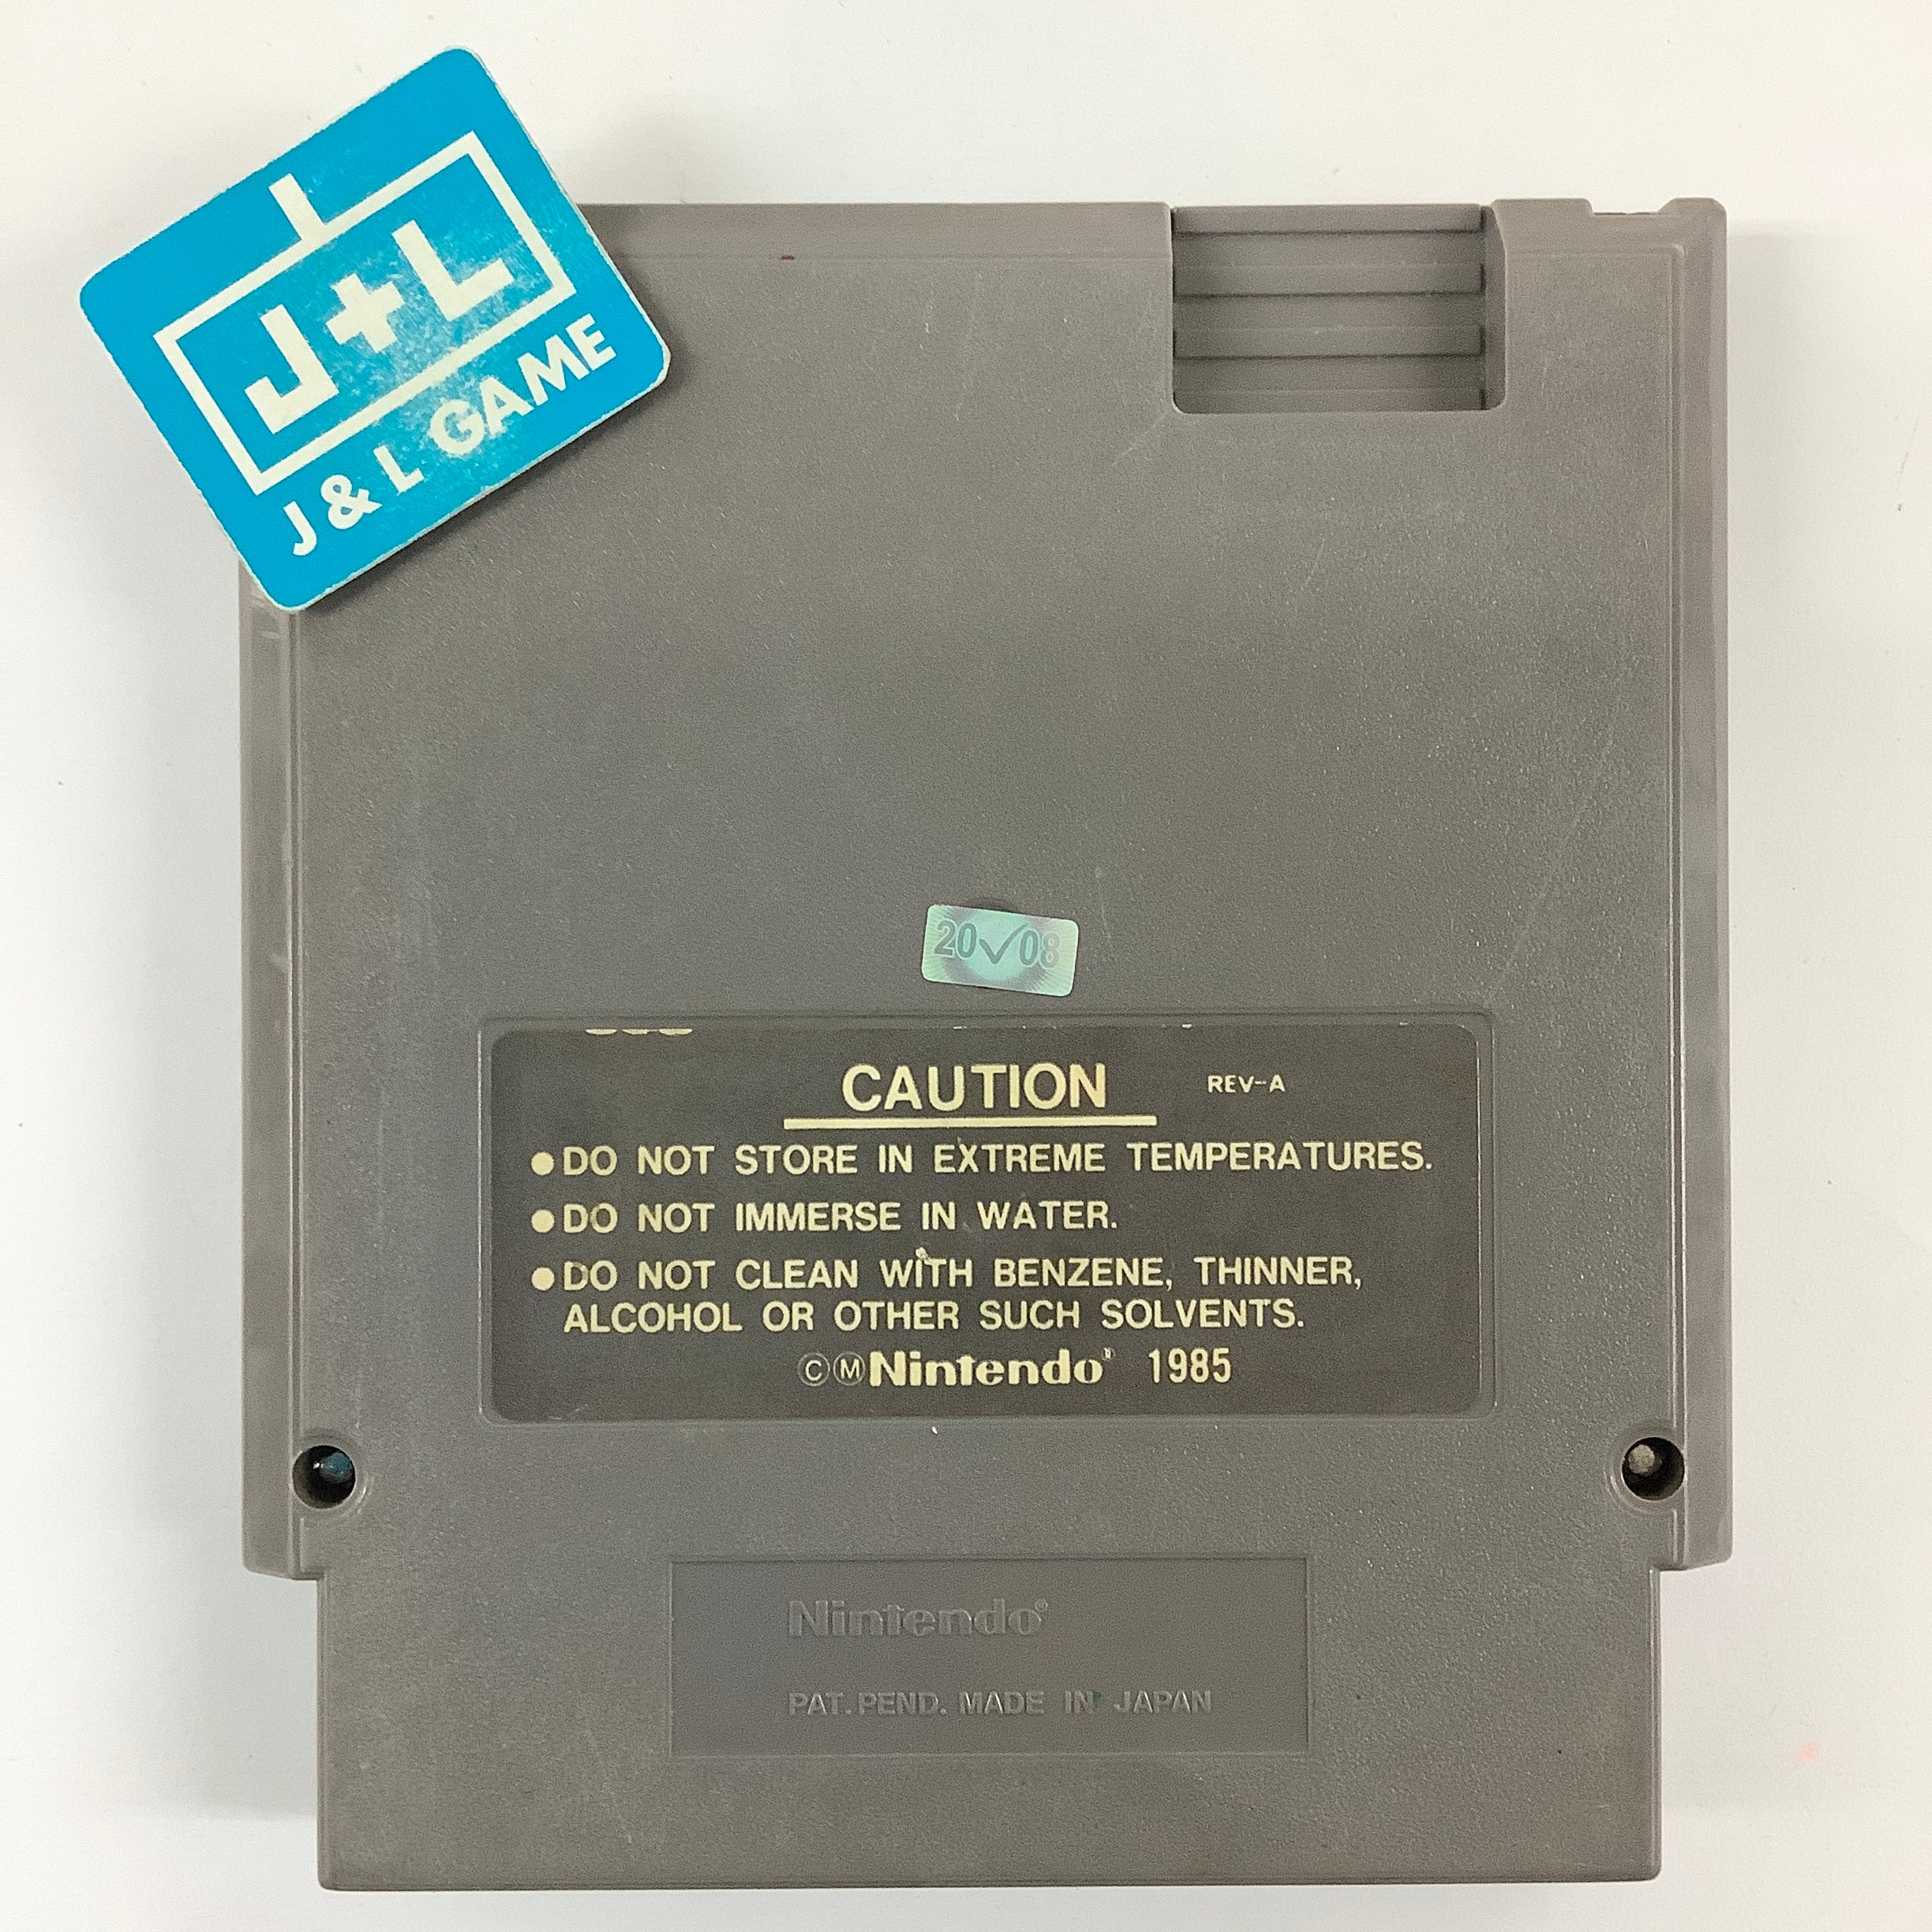 J+L
J & L GAME
20✓08
CAUTION REV-A
●DO NOT STORE IN EXTREME TEMPERATURES.
●DO NOT IMMERSE IN WATER.
●DO NOT CLEAN WITH BENZENE, THINNER,
ALCOHOL OR OTHER SUCH SOLVENTS.
©ⓂNintendo® 1985
Nintendo®
PAT. PEND. MADE IN JAPAN